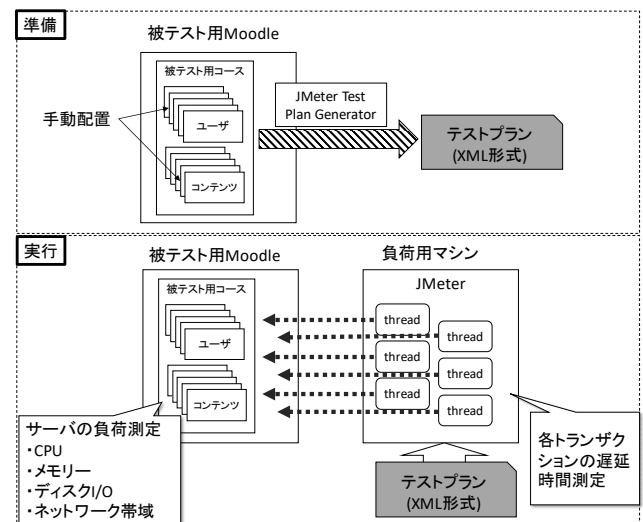 準備
被テスト用Moodle
被テスト用コース
ユーザ
コンテンツ
手動配置
JMeter Test
Plan Generator
テストプラン
(XML形式)
実行
被テスト用Moodle
被テスト用コース
ユーザ
コンテンツ
負荷用マシン
JMeter
thread
thread
thread
thread
thread
thread
サーバの負荷測定
・CPU
・メモリー
・ディスクI/O
・ネットワーク帯域
各トランザク
ションの遅延
時間測定
テストプラン
(XML形式)